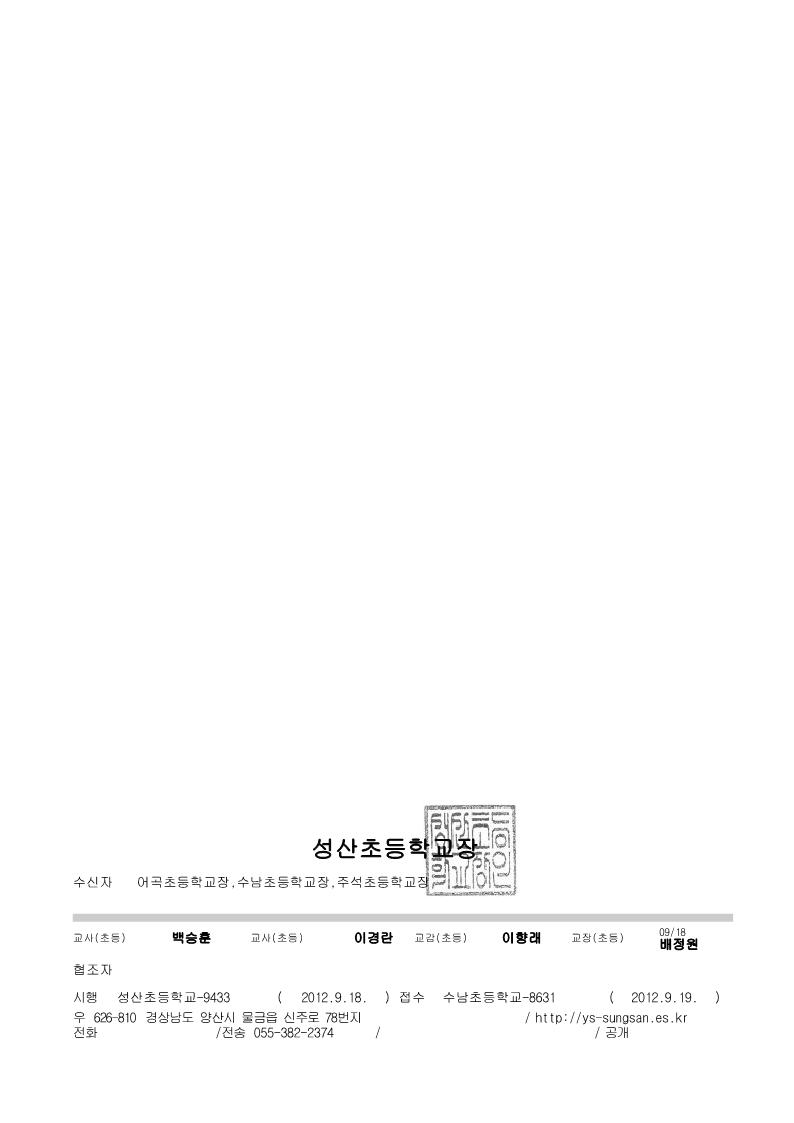 성산초등학교장
수신자 어곡초등학교장,수남초등학교장,주석초등학교장
09/18
교사(초등) 백승훈 교사(초등) 이경란 교감(초등) 이향래 교장(초등) 배정원
협조자
시행 성산초등학교-9433 ( 2012.9.18. ) 접수 수남초등학교-8631 ( 2012.9.19. )
우 626-810 경상남도 양산시 물금읍 신주로 78번지 / http://ys-sungsan.es.kr
전화 /전송 055-382-2374 / / 공개